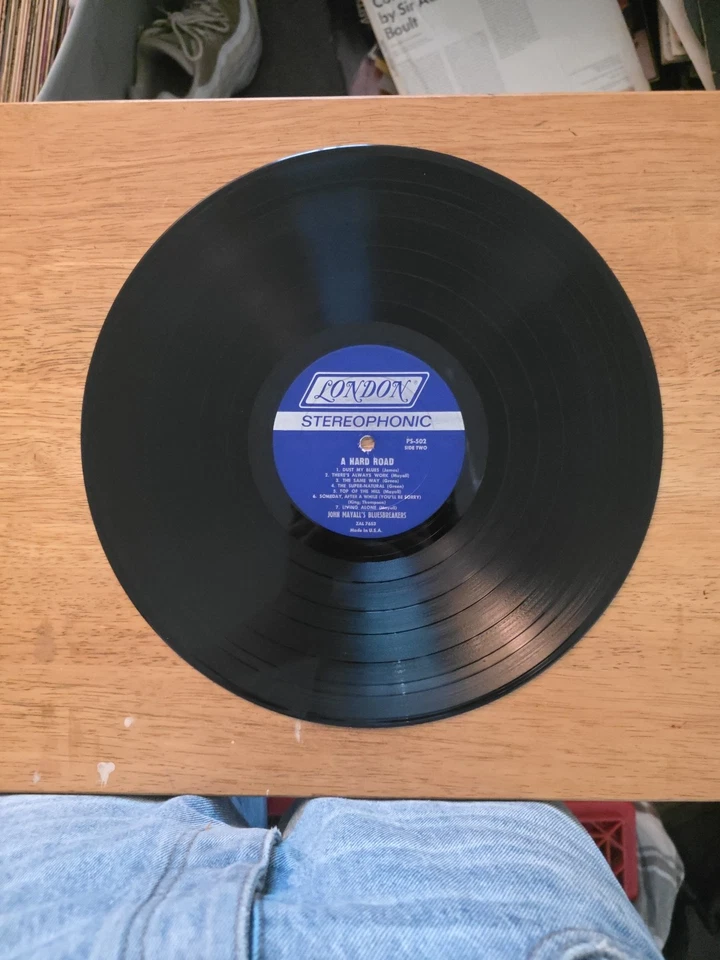 by Sir
Boult
LONDON
STEREOPHONIC
PS-502
SIDE TWO
A HARD ROAD
1. DUST MY BLUES (James)
2. THERE'S ALWAYS WORK (Mayall)
3. THE SAME WAY (Green)
4. THE SUPER-NATURAL (Green)
5. TOP OF THE HILL (Mayall)
6. SOMEDAY, AFTER A WHILE (YOU'LL BE SORRY)
(King, Thompson)
7. LIVING ALONE (Mayall)
JOHN MAYALL'S BLUESBREAKERS
ZAL 7653
Made in U.S.A.